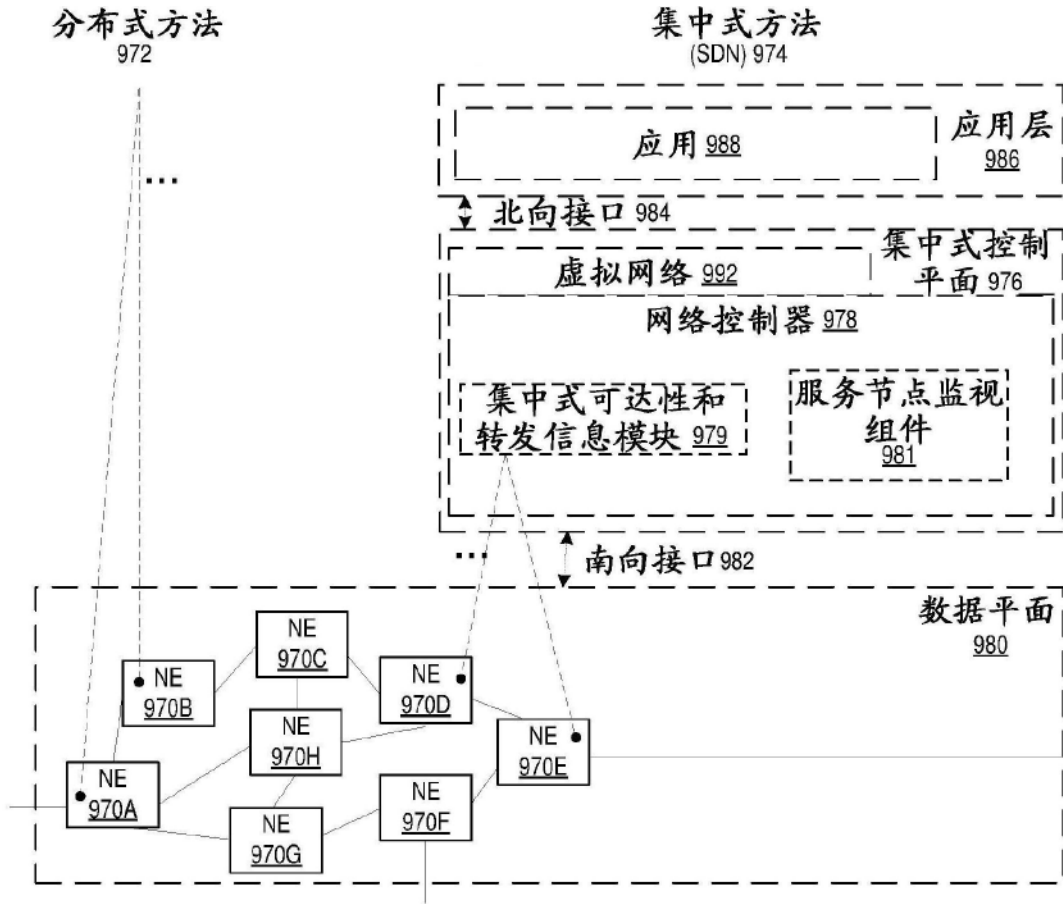 分布式方法
972
集中式方法
(SDN) 974
...
应用 988
应用层
986
北向接口 984
虚拟网络 992
集中式控制
平面 976
网络控制器 978
集中式可达性和
转发信息模块 979
服务节点监视
组件
981
...
南向接口 982
数据平面
980
NE
970C
NE
970B
NE
970D
NE
970H
NE
970E
NE
970A
NE
970F
NE
970G